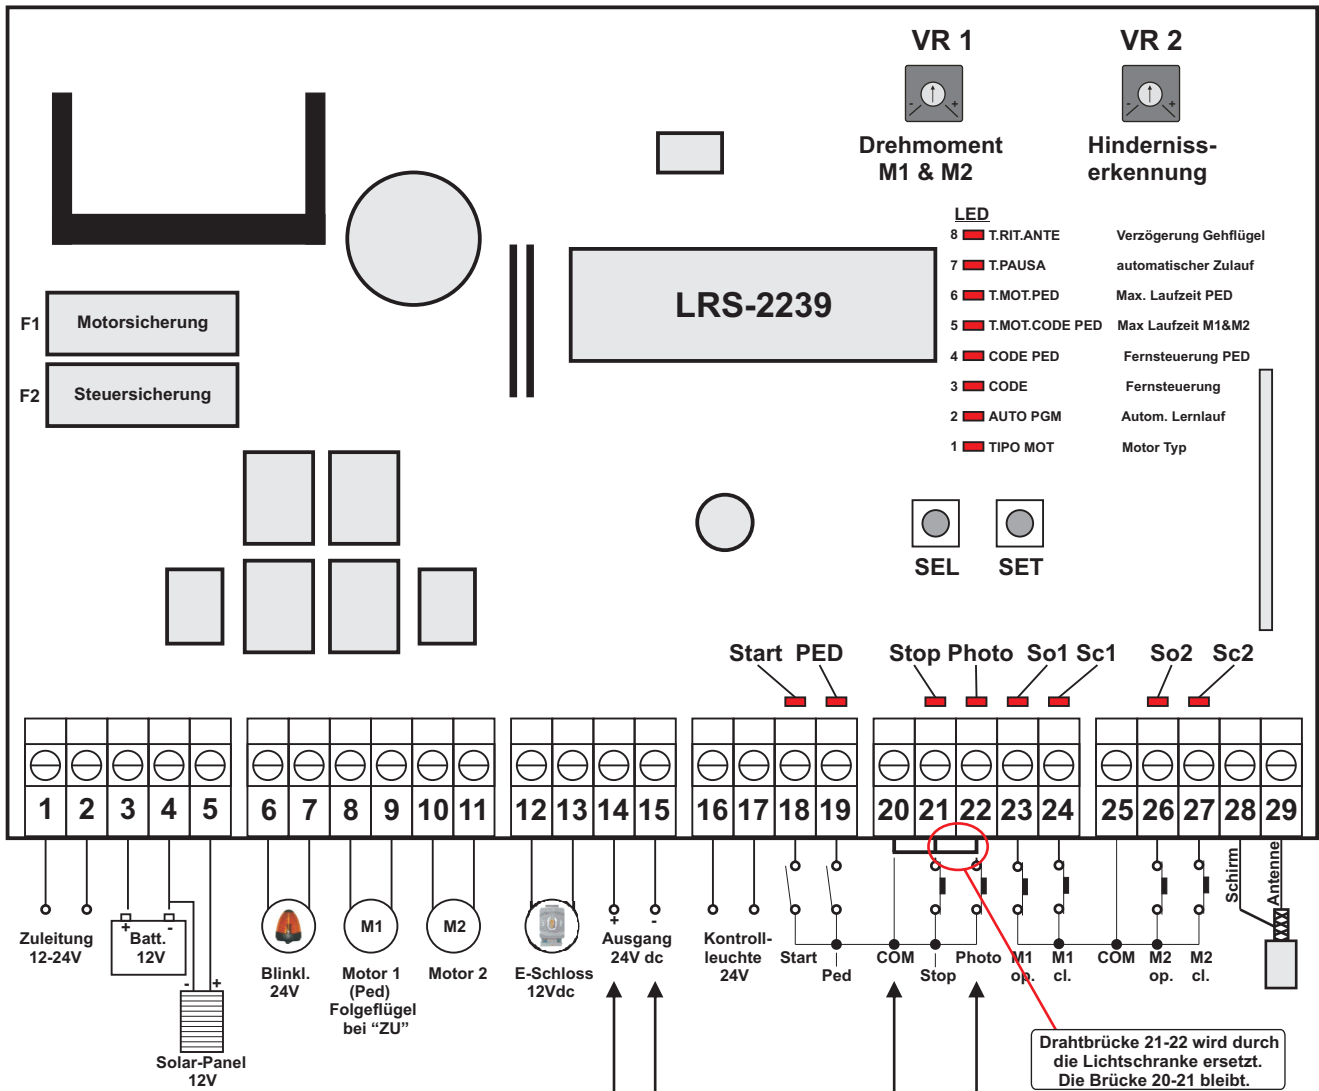 VR 1
VR 2
- +
- +
Drehmoment
M1 & M2
Hinderniss-
erkennung
LED
8 T.RIT.ANTE Verzögerung Gehflügel
7 T.PAUSA automatischer Zulauf
6 T.MOT.PED Max. Laufzeit PED
5 T.MOT.CODE PED Max Laufzeit M1&M2
4 CODE PED Fernsteuerung PED
3 CODE Fernsteuerung
2 AUTO PGM Autom. Lernlauf
1 TIPO MOT Motor Typ
LRS-2239
F1 Motorsicherung
F2 Steuersicherung
SEL SET
Start PED Stop Photo So1 Sc1 So2 Sc2
1 2 3 4 5 6 7 8 9 10 11 12 13 14 15 16 17 18 19 20 21 22 23 24 25 26 27 28 29
Zuleitung
12-24V
+ -
Batt.
12V
- +
Solar-Panel
12V
Blinkl.
24V
M1
Motor 1
(Ped)
Folgeflügel
bei “ZU”
M2
Motor 2
E-Schloss
12Vdc
+ -
Ausgang
24V dc
Kontroll-
leuchte
24V
Start
Ped
COM
Stop
Photo
M1
op.
M1
cl.
COM
M2
op.
M2
cl.
Schirm
Antenne
Drahtbrücke 21-22 wird durch
die Lichtschranke ersetzt.
Die Brücke 20-21 bleibt.